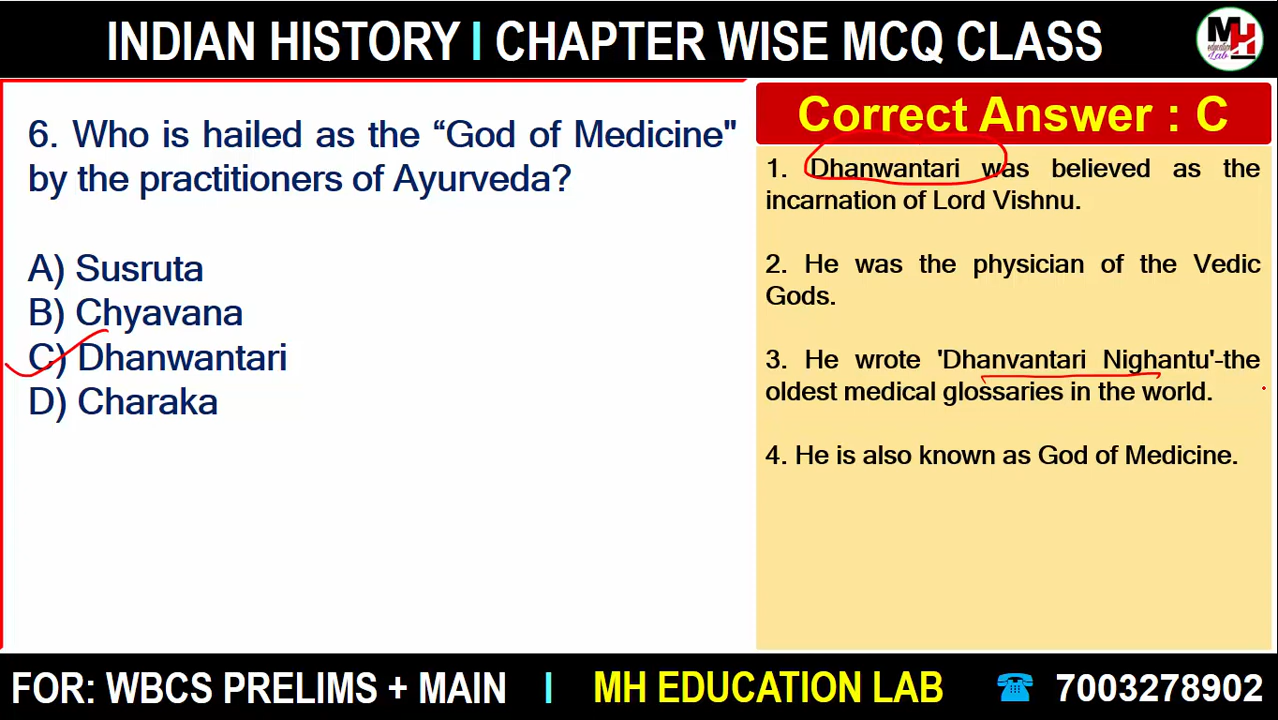 INDIAN HISTORY I CHAPTER WISE MCQ CLASS
MH
education
Lab
6. Who is hailed as the “God of Medicine"
by the practitioners of Ayurveda?
A) Susruta
B) Chyavana
C) Dhanwantari
D) Charaka
Correct Answer : C
1. Dhanwantari was believed as the
incarnation of Lord Vishnu.
2. He was the physician of the Vedic
Gods.
3. He wrote 'Dhanvantari Nighantu'-the
oldest medical glossaries in the world.
4. He is also known as God of Medicine.
FOR: WBCS PRELIMS + MAIN I MH EDUCATION LAB ☎ 7003278902